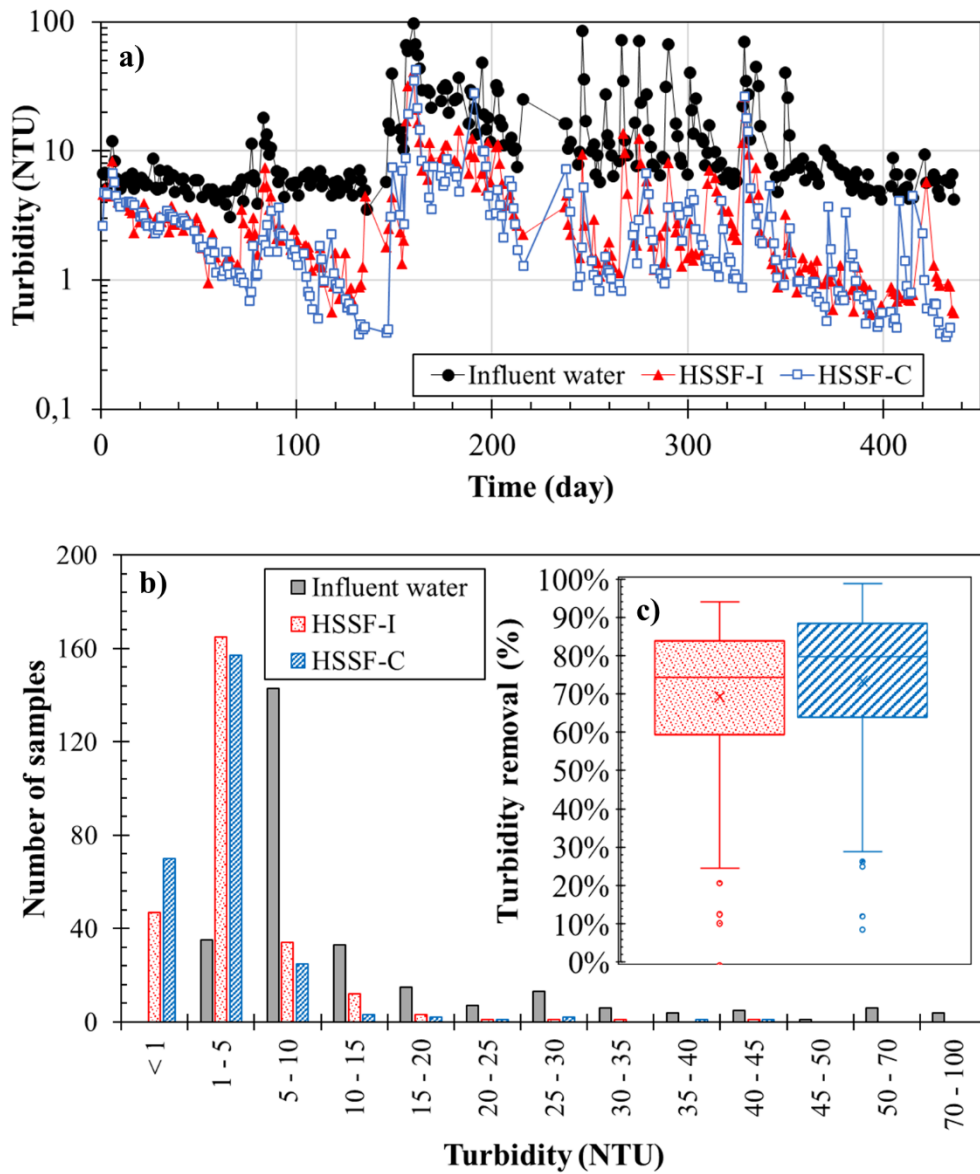 a)
Turbidity (NTU)
100
10
1
0,1
Influent water HSSF-I HSSF-C
0 100 200 300 400
Time (day)
b)
Number of samples
200
160
120
80
40
0
Influent water
HSSF-I
HSSF-C
c)
Turbidity removal (%)
100%
90%
80%
70%
60%
50%
40%
30%
20%
10%
0%
< 1
1 - 5
5 - 10
10 - 15
15 - 20
20 - 25
25 - 30
30 - 35
35 - 40
40 - 45
45 - 50
50 - 70
70 - 100
Turbidity (NTU)